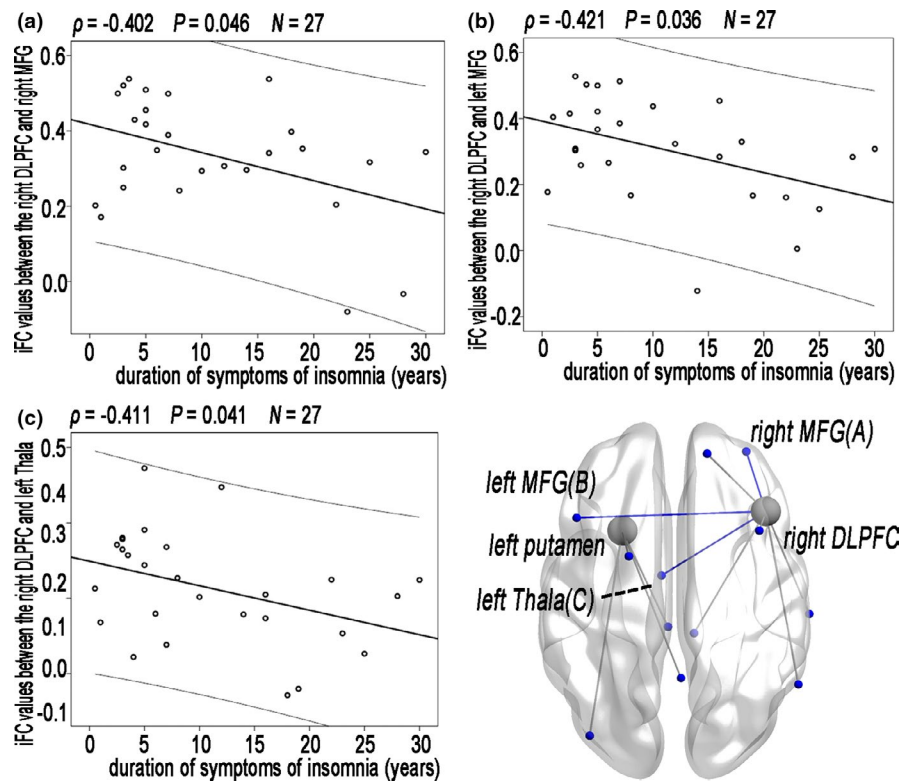 (a)
ρ = -0.402 P = 0.046 N = 27
iFC values between the right DLPFC and right MFG
0.6
0.4
0.2
0.0
0 5 10 15 20 25 30
duration of symptoms of insomnia (years)
(b)
ρ = -0.421 P = 0.036 N = 27
iFC values between the right DLPFC and left MFG
0.6
0.4
0.2
0.0
-0.2
0 5 10 15 20 25 30
duration of symptoms of insomnia (years)
(c)
ρ = -0.411 P = 0.041 N = 27
iFC values between the right DLPFC and left Thala
0.5
0.4
0.3
0.2
0.1
0.0
-0.1
0 5 10 15 20 25 30
duration of symptoms of insomnia (years)
right MFG(A)
left MFG(B)
left putamen
right DLPFC
left Thala(C)